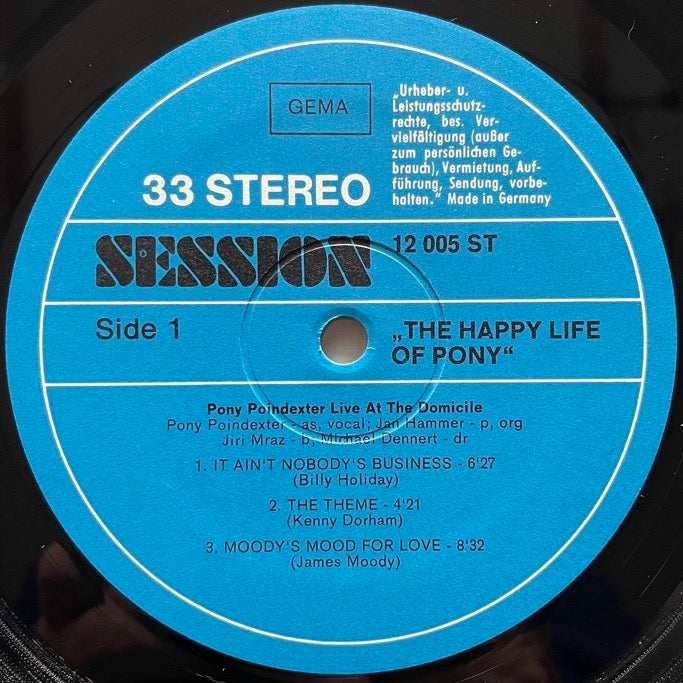 GEMA
„Urheber- u.
Leistungsschutz-
rechte, bes. Ver-
vielfältigung (außer
zum persönlichen Ge-
brauch), Vermietung, Auf-
führung, Sendung, vorbe-
halten.“ Made in Germany
33 STEREO
SESSION
12 005 ST
Side 1
„THE HAPPY LIFE
OF PONY“
Pony Poindexter Live At The Domicile
Pony Poindexter - as, vocal; Jan Hammer - p, org
Jiri Mraz - b, Michael Dennert - dr
1. IT AIN'T NOBODY'S BUSINESS - 6'27
(Billy Holiday)
2. THE THEME - 4'21
(Kenny Dorham)
3. MOODY'S MOOD FOR LOVE - 8'32
(James Moody)